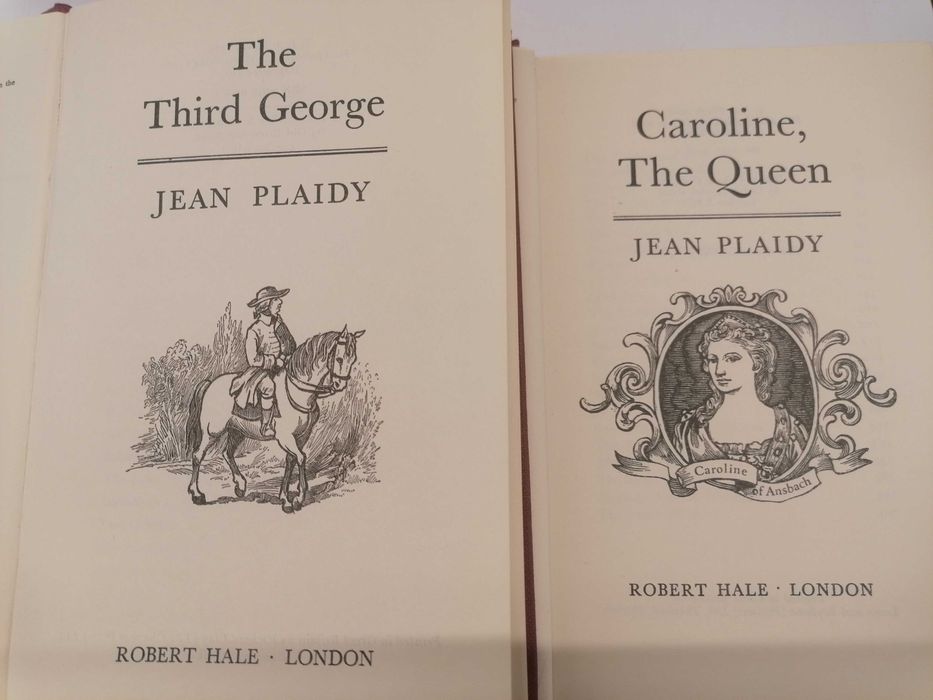 the
The
Third George
JEAN PLAIDY
ROBERT HALE · LONDON
Caroline,
The Queen
JEAN PLAIDY
Caroline
of Ansbach
ROBERT HALE · LONDON